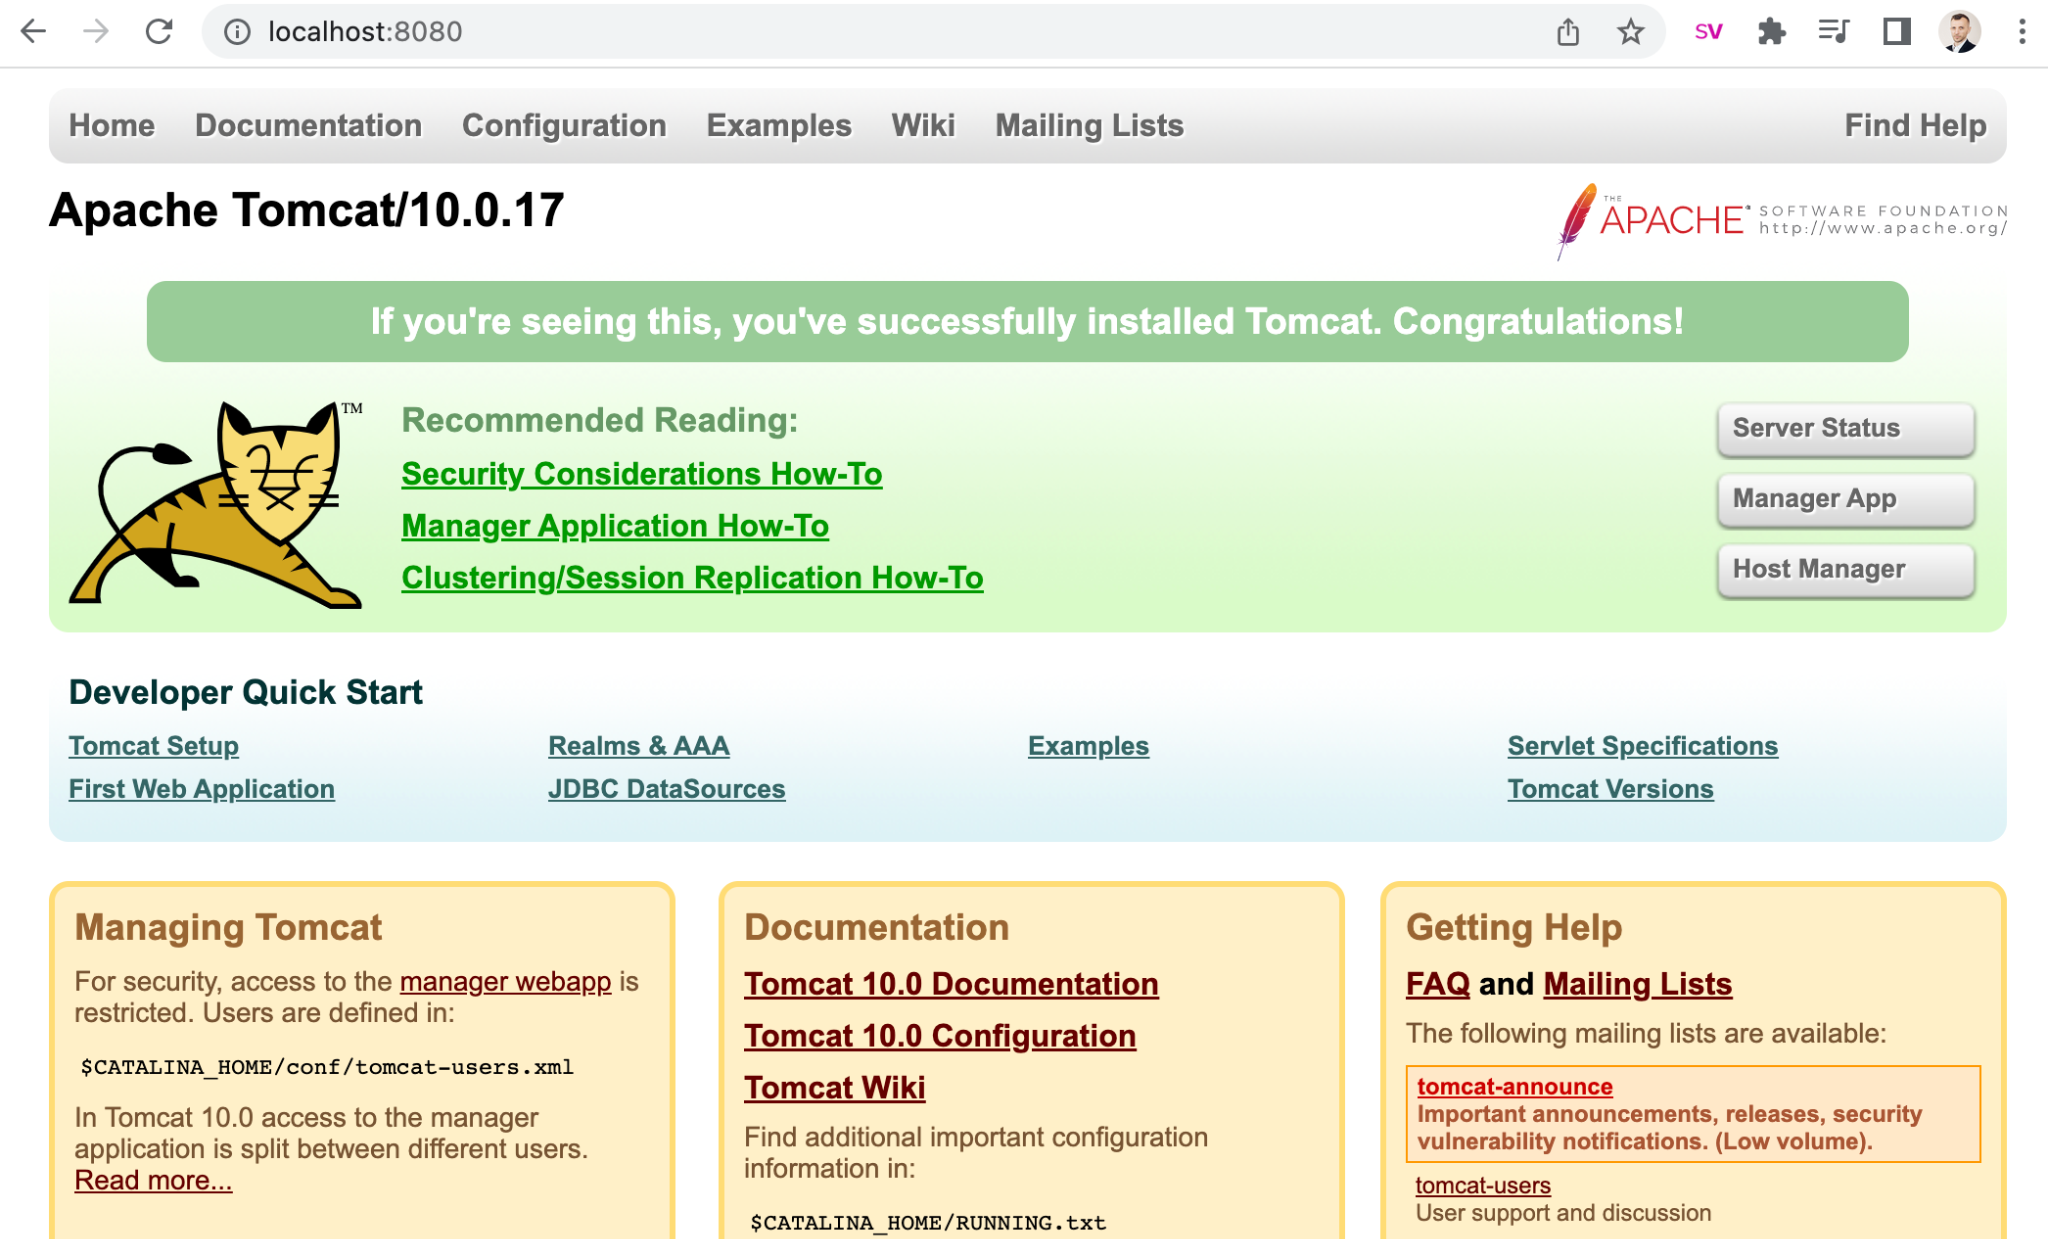 localhost:8080
SV
Home Documentation Configuration Examples Wiki Mailing Lists Find Help
Apache Tomcat/10.0.17
THE APACHE® SOFTWARE FOUNDATION
http://www.apache.org/
If you're seeing this, you've successfully installed Tomcat. Congratulations!
TM
Recommended Reading:
Security Considerations How-To
Manager Application How-To
Clustering/Session Replication How-To
Server Status
Manager App
Host Manager
Developer Quick Start
Tomcat Setup
First Web Application
Realms & AAA
JDBC DataSources
Examples
Servlet Specifications
Tomcat Versions
Managing Tomcat
For security, access to the manager webapp is
restricted. Users are defined in:
$CATALINA_HOME/conf/tomcat-users.xml
In Tomcat 10.0 access to the manager
application is split between different users.
Read more...
Documentation
Tomcat 10.0 Documentation
Tomcat 10.0 Configuration
Tomcat Wiki
Find additional important configuration
information in:
$CATALINA_HOME/RUNNING.txt
Getting Help
FAQ and Mailing Lists
The following mailing lists are available:
tomcat-announce
Important announcements, releases, security
vulnerability notifications. (Low volume).
tomcat-users
User support and discussion